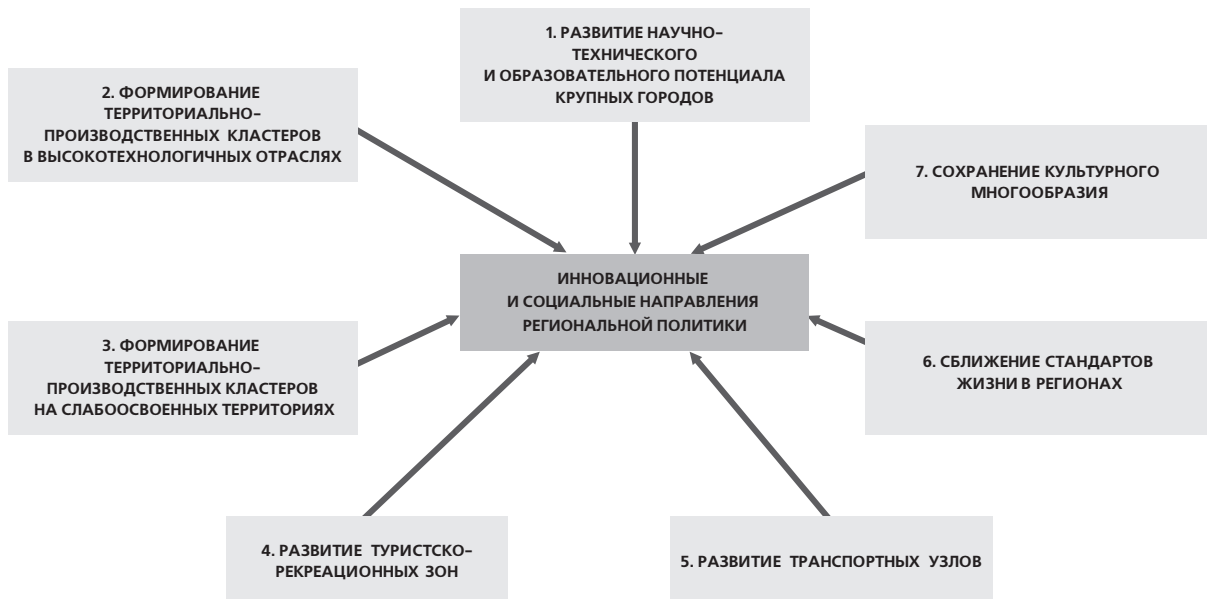 1. РАЗВИТИЕ НАУЧНО-
ТЕХНИЧЕСКОГО
И ОБРАЗОВАТЕЛЬНОГО ПОТЕНЦИАЛА
КРУПНЫХ ГОРОДОВ
2. ФОРМИРОВАНИЕ
ТЕРРИТОРИАЛЬНО-
ПРОИЗВОДСТВЕННЫХ КЛАСТЕРОВ
В ВЫСОКОТЕХНОЛОГИЧНЫХ ОТРАСЛЯХ
7. СОХРАНЕНИЕ КУЛЬТУРНОГО
МНОГООБРАЗИЯ
ИННОВАЦИОННЫЕ
И СОЦИАЛЬНЫЕ НАПРАВЛЕНИЯ
РЕГИОНАЛЬНОЙ ПОЛИТИКИ
3. ФОРМИРОВАНИЕ
ТЕРРИТОРИАЛЬНО-
ПРОИЗВОДСТВЕННЫХ КЛАСТЕРОВ
НА СЛАБООСВОЕННЫХ ТЕРРИТОРИЯХ
6. СБЛИЖЕНИЕ СТАНДАРТОВ
ЖИЗНИ В РЕГИОНАХ
4. РАЗВИТИЕ ТУРИСТСКО-
РЕКРЕАЦИОННЫХ ЗОН
5. РАЗВИТИЕ ТРАНСПОРТНЫХ УЗЛОВ